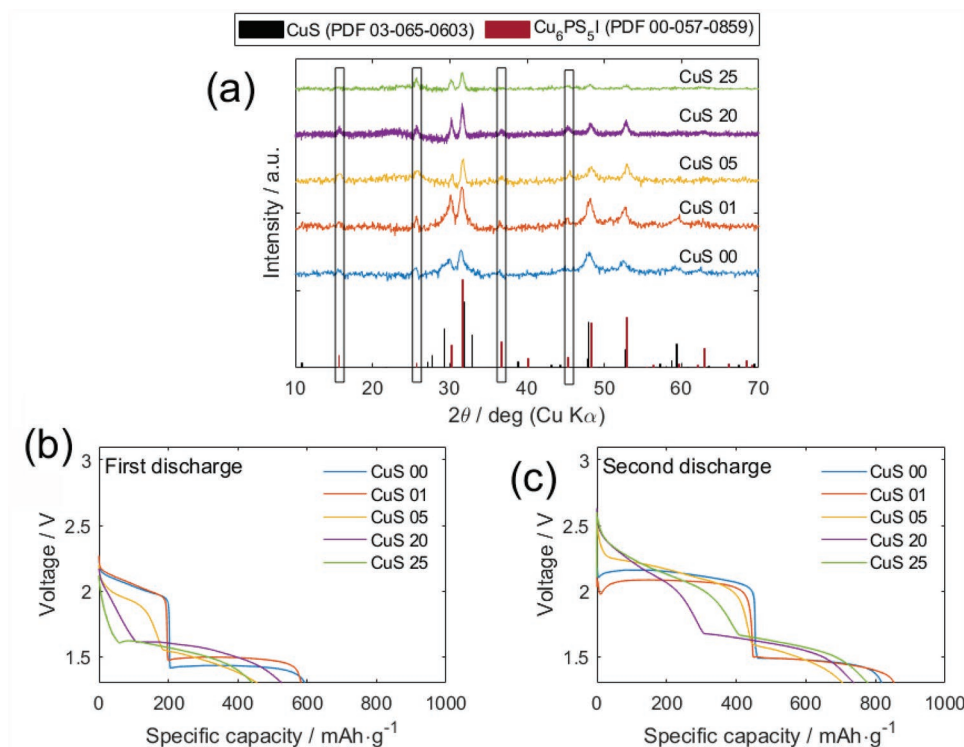 CuS (PDF 03-065-0603) Cu₆PS₅I (PDF 00-057-0859)
(a)
CuS 25
CuS 20
CuS 05
CuS 01
CuS 00
Intensity / a.u.
10 20 30 40 50 60 70
2θ / deg (Cu Kα)
(b)
First discharge
CuS 00
CuS 01
CuS 05
CuS 20
CuS 25
3
2.5
2
1.5
Voltage / V
0 200 400 600 800 1000
Specific capacity / mAh·g⁻¹
(c)
Second discharge
CuS 00
CuS 01
CuS 05
CuS 20
CuS 25
3
2.5
2
1.5
Voltage / V
0 200 400 600 800 1000
Specific capacity / mAh·g⁻¹